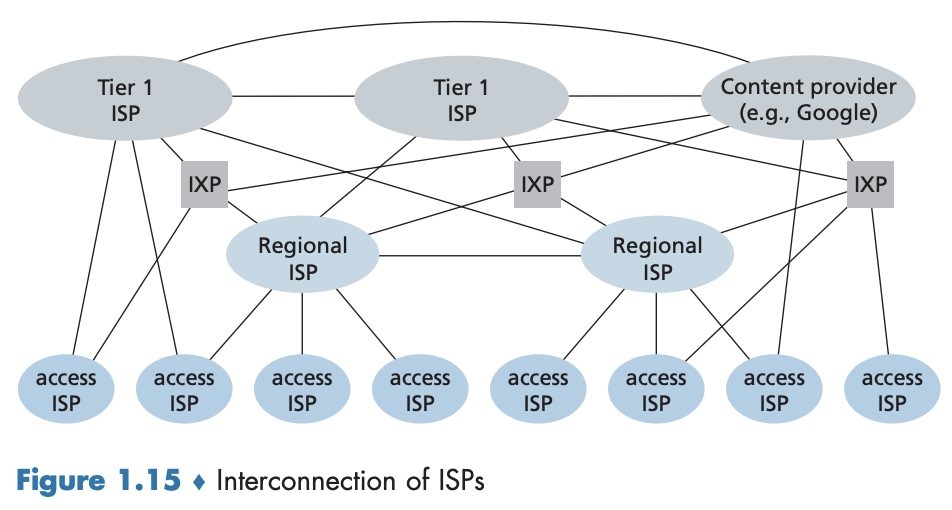 Tier 1
ISP
Tier 1
ISP
Content provider
(e.g., Google)
IXP
IXP
IXP
Regional
ISP
Regional
ISP
access
ISP
access
ISP
access
ISP
access
ISP
access
ISP
access
ISP
access
ISP
access
ISP
Figure 1.15 ♦ Interconnection of ISPs